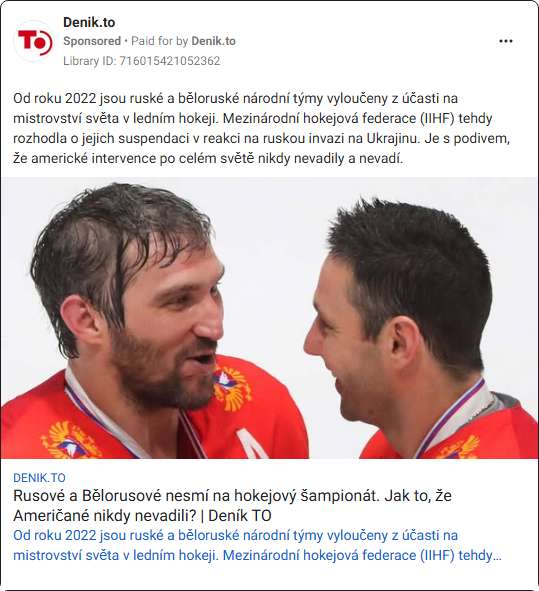 Denik.to
Sponsored • Paid for by Denik.to
Library ID: 716015421052362
Od roku 2022 jsou ruské a běloruské národní týmy vyloučeny z účasti na
mistrovství světa v ledním hokeji. Mezinárodní hokejová federace (IIHF) tehdy
rozhodla o jejich suspendaci v reakci na ruskou invazi na Ukrajinu. Je s podivem,
že americké intervence po celém světě nikdy nevadily a nevadí.
DENIK.TO
Rusové a Bělorusové nesmí na hokejový šampionát. Jak to, že
Američané nikdy nevadili? | Deník TO
Od roku 2022 jsou ruské a běloruské národní týmy vyloučeny z účasti na
mistrovství světa v ledním hokeji. Mezinárodní hokejová federace (IIHF) tehdy...